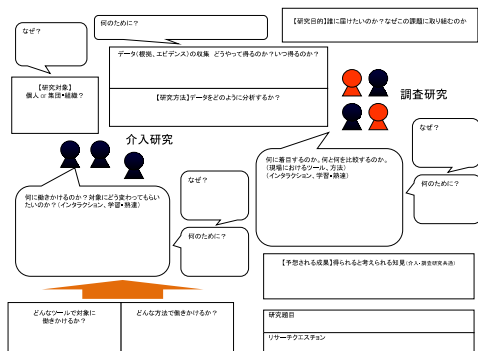 なぜ？
何のために？
【研究目的】誰に届けたいのか？なぜこの課題に取り組むのか
データ（根拠、エビデンス）の収集　どうやって得るのか？いつ得るのか？
【研究対象】
個人 or 集団・組織？
【研究方法】データをどのように分析するか？
調査研究
介入研究
なぜ？
何に着目するのか。何と何を比較するのか。
（現場におけるツール、方法）
（インタラクション、学習・熟達）
なぜ？
何のために？
何に働きかけるのか？対象にどう変わってもらい
たいのか？（インタラクション、学習・熟達）
何のために？
【予想される成果】得られると考えられる知見（介入・調査研究共通）
どんなツールで対象に
働きかけるか？
どんな方法で働きかけるか？
研究題目
リサーチクエスチョン